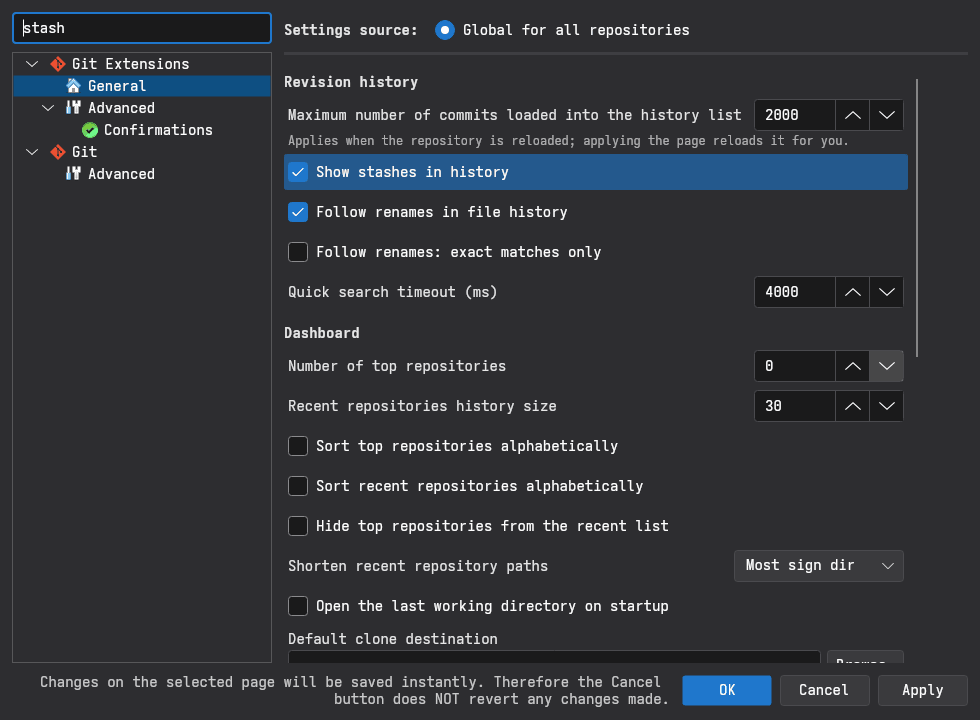 stash
Settings source: Global for all repositories
Git Extensions
General
Advanced
Confirmations
Git
Advanced
Revision history
Maximum number of commits loaded into the history list 2000
Applies when the repository is reloaded; applying the page reloads it for you.
Show stashes in history
Follow renames in file history
Follow renames: exact matches only
Quick search timeout (ms) 4000
Dashboard
Number of top repositories 0
Recent repositories history size 30
Sort top repositories alphabetically
Sort recent repositories alphabetically
Hide top repositories from the recent list
Shorten recent repository paths Most sign dir
Open the last working directory on startup
Default clone destination
Changes on the selected page will be saved instantly. Therefore the Cancel
button does NOT revert any changes made.
OK Cancel Apply